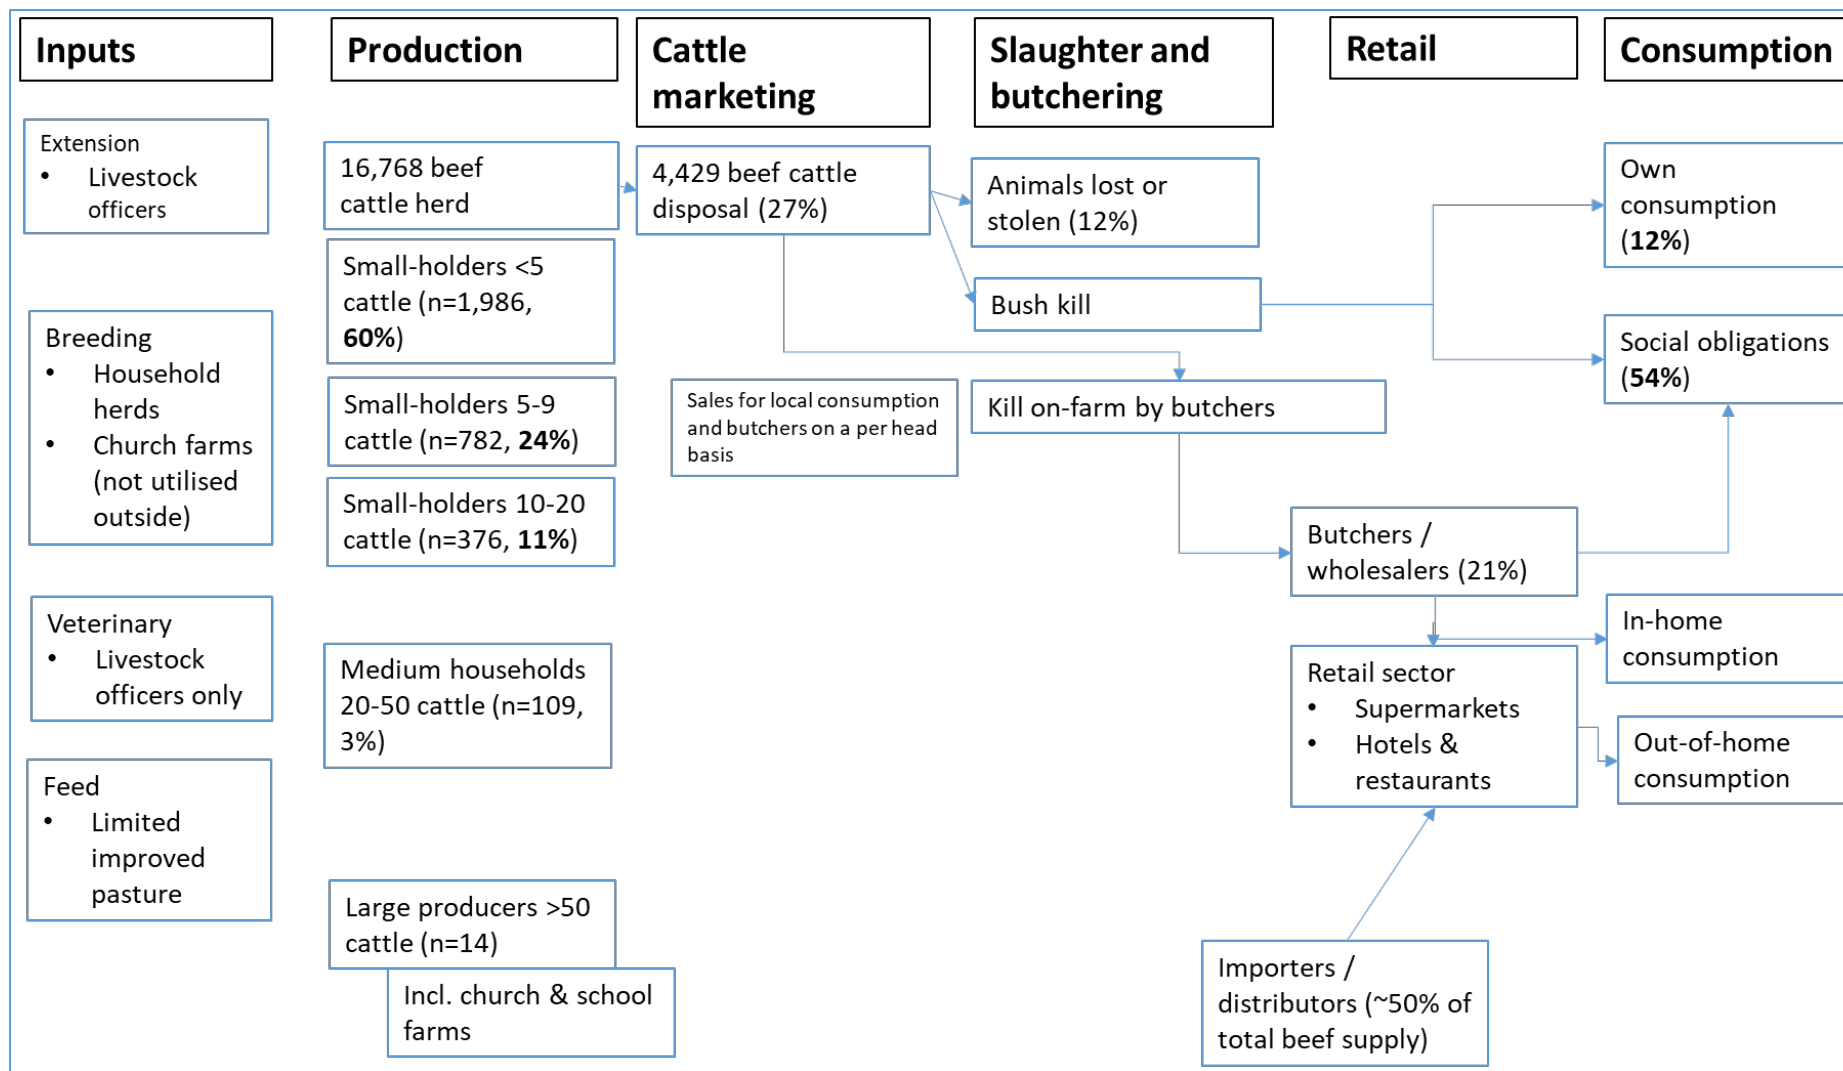 Inputs
Production
Cattle
marketing
Slaughter and
butchering
Retail
Consumption
Extension
• Livestock
officers
Breeding
• Household
herds
• Church farms
(not utilised
outside)
Veterinary
• Livestock
officers only
Feed
• Limited
improved
pasture
16,768 beef
cattle herd
Small-holders <5
cattle (n=1,986,
60%)
Small-holders 5-9
cattle (n=782, 24%)
Small-holders 10-20
cattle (n=376, 11%)
Medium households
20-50 cattle (n=109,
3%)
Large producers >50
cattle (n=14)
Incl. church & school
farms
4,429 beef cattle
disposal (27%)
Sales for local consumption
and butchers on a per head
basis
Animals lost or
stolen (12%)
Bush kill
Kill on-farm by butchers
Butchers /
wholesalers (21%)
Retail sector
• Supermarkets
• Hotels &
restaurants
Importers /
distributors (~50% of
total beef supply)
Own
consumption
(12%)
Social obligations
(54%)
In-home
consumption
Out-of-home
consumption